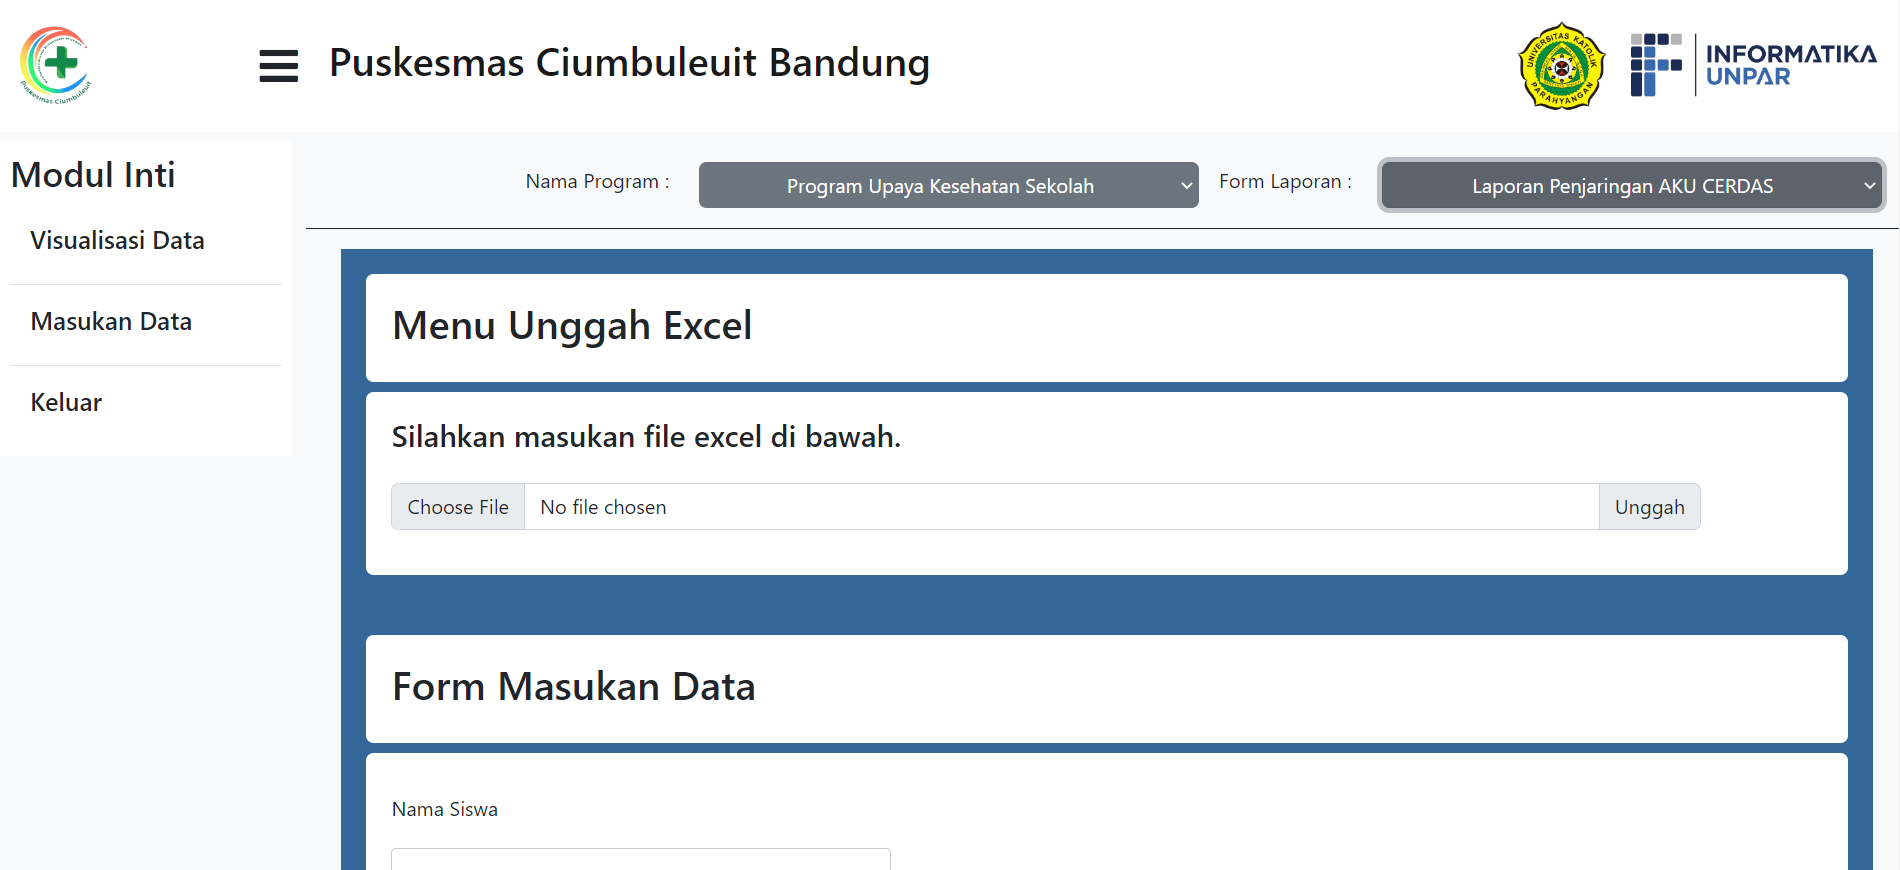 Puskesmas Ciumbuleuit
Puskesmas Ciumbuleuit Bandung
UNIVERSITAS KATOLIK
PARAHYANGAN
INFORMATIKA
UNPAR
Modul Inti
Visualisasi Data
Masukan Data
Keluar
Nama Program :
Program Upaya Kesehatan Sekolah
Form Laporan :
Laporan Penjaringan AKU CERDAS
Menu Unggah Excel
Silahkan masukan file excel di bawah.
Choose File
No file chosen
Unggah
Form Masukan Data
Nama Siswa